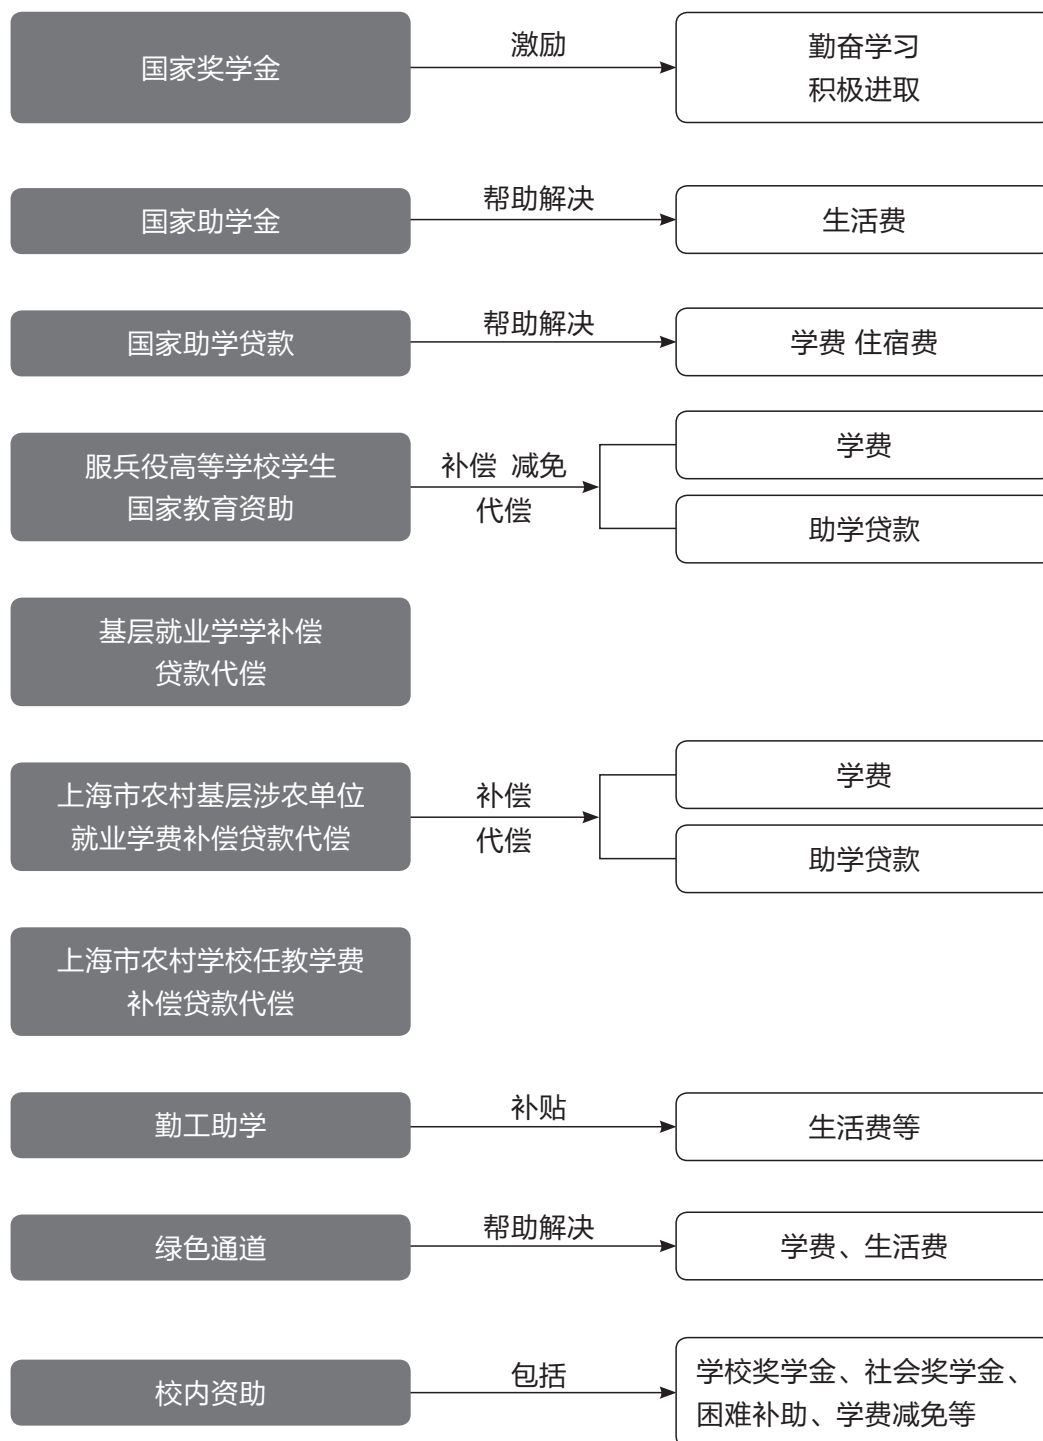 国家奖学金
激励
勤奋学习
积极进取
国家助学金
帮助解决
生活费
国家助学贷款
帮助解决
学费 住宿费
服兵役高等学校学生
国家教育资助
补偿 减免
代偿
学费
助学贷款
基层就业学学补偿
贷款代偿
上海市农村基层涉农单位
就业学费补偿贷款代偿
补偿
代偿
学费
助学贷款
上海市农村学校任教学费
补偿贷款代偿
勤工助学
补贴
生活费等
绿色通道
帮助解决
学费、生活费
校内资助
包括
学校奖学金、社会奖学金、
困难补助、学费减免等